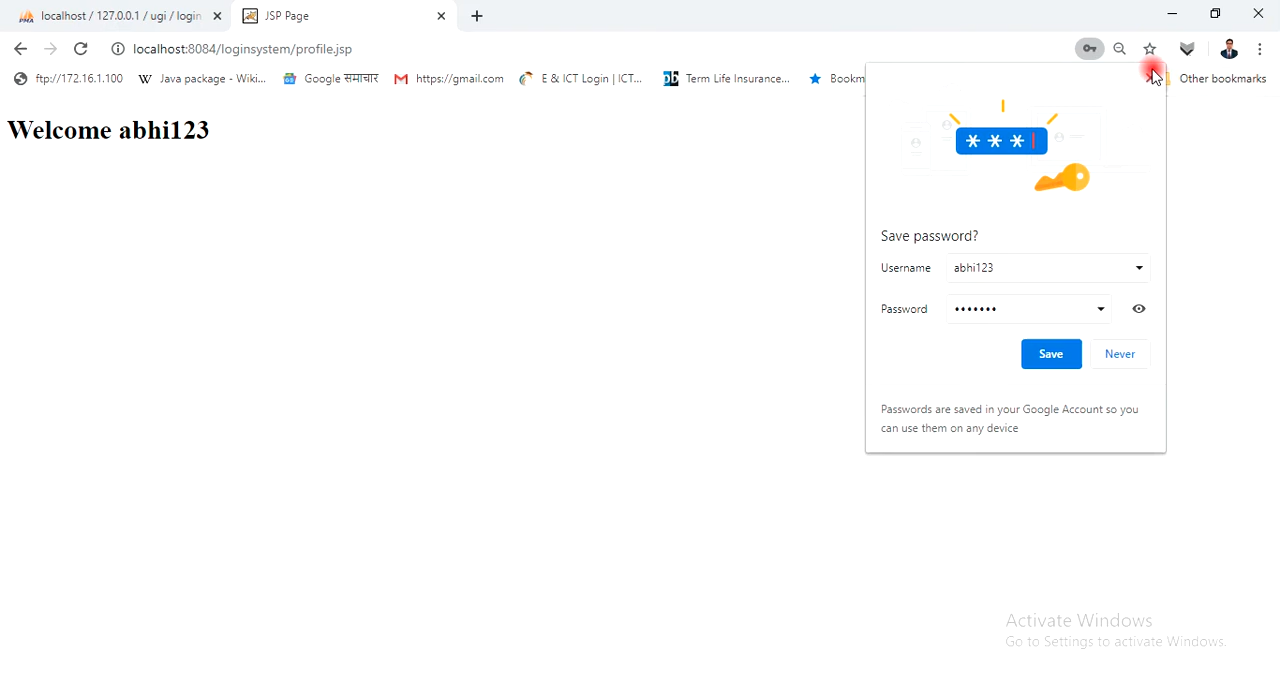 localhost / 127.0.0.1 / ugi / login
JSP Page
localhost:8084/loginsystem/profile.jsp
ftp://172.16.1.100
Java package - Wiki...
Google समाचार
https://gmail.com
E & ICT Login | ICT...
Term Life Insurance...
Bookm
Other bookmarks
Welcome abhi123
* * *
Save password?
Username abhi123
Password •••••••
Save Never
Passwords are saved in your Google Account so you
can use them on any device
Activate Windows
Go to Settings to activate Windows.